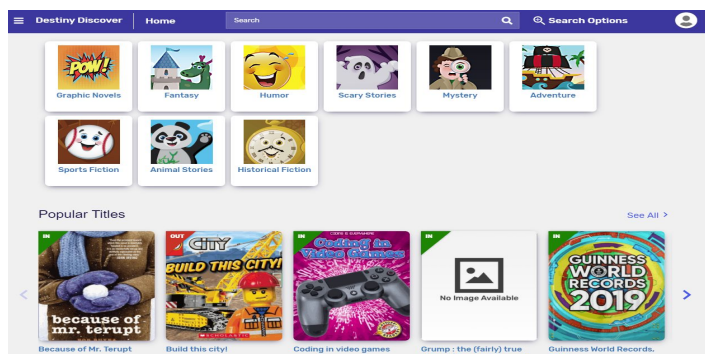 Destiny Discover
Home
Search
Search Options
POW!
Graphic Novels
Fantasy
Humor
Scary Stories
Mystery
Adventure
Sports Fiction
Animal Stories
Historical Fiction
Popular Titles
See All >
IN
because of
mr. terupt
OUT
CITY
BUILD THIS CITY!
SCHOLASTIC
IN
Coding in
Video Games
IN
No Image Available
IN
GUINNESS
WORLD
RECORDS
2019
Because of Mr. Terupt
Build this city!
Coding in video games
Grump : the (fairly) true
Guinness World Records.